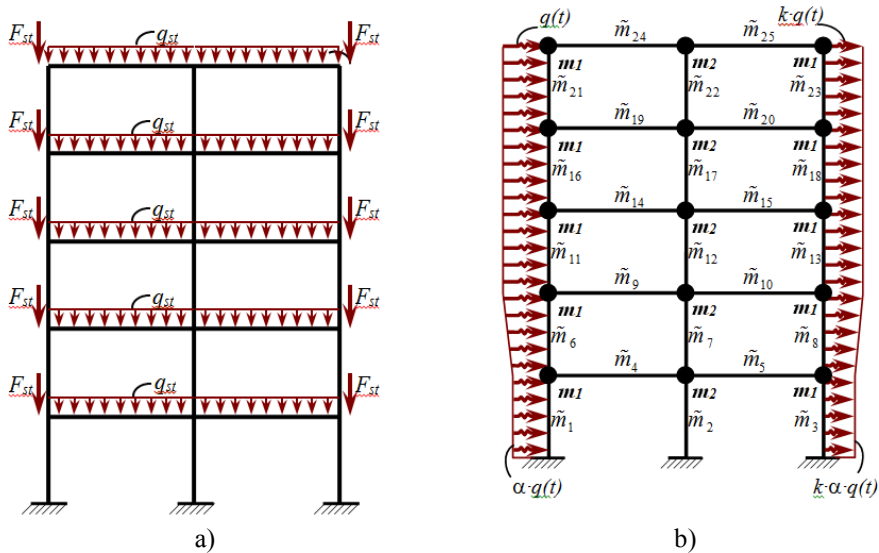 F_st q_st F_st
F_st q_st F_st
F_st q_st F_st
F_st q_st F_st
F_st q_st F_st
a)
q(t) k·q(t)
m̃_24 m̃_25
m1 m2 m1
m̃_21 m̃_22 m̃_23
m̃_19 m̃_20
m1 m2 m1
m̃_16 m̃_17 m̃_18
m̃_14 m̃_15
m1 m2 m1
m̃_11 m̃_12 m̃_13
m̃_9 m̃_10
m1 m2 m1
m̃_6 m̃_7 m̃_8
m̃_4 m̃_5
m1 m2 m1
m̃_1 m̃_2 m̃_3
α·q(t) k·α·q(t)
b)